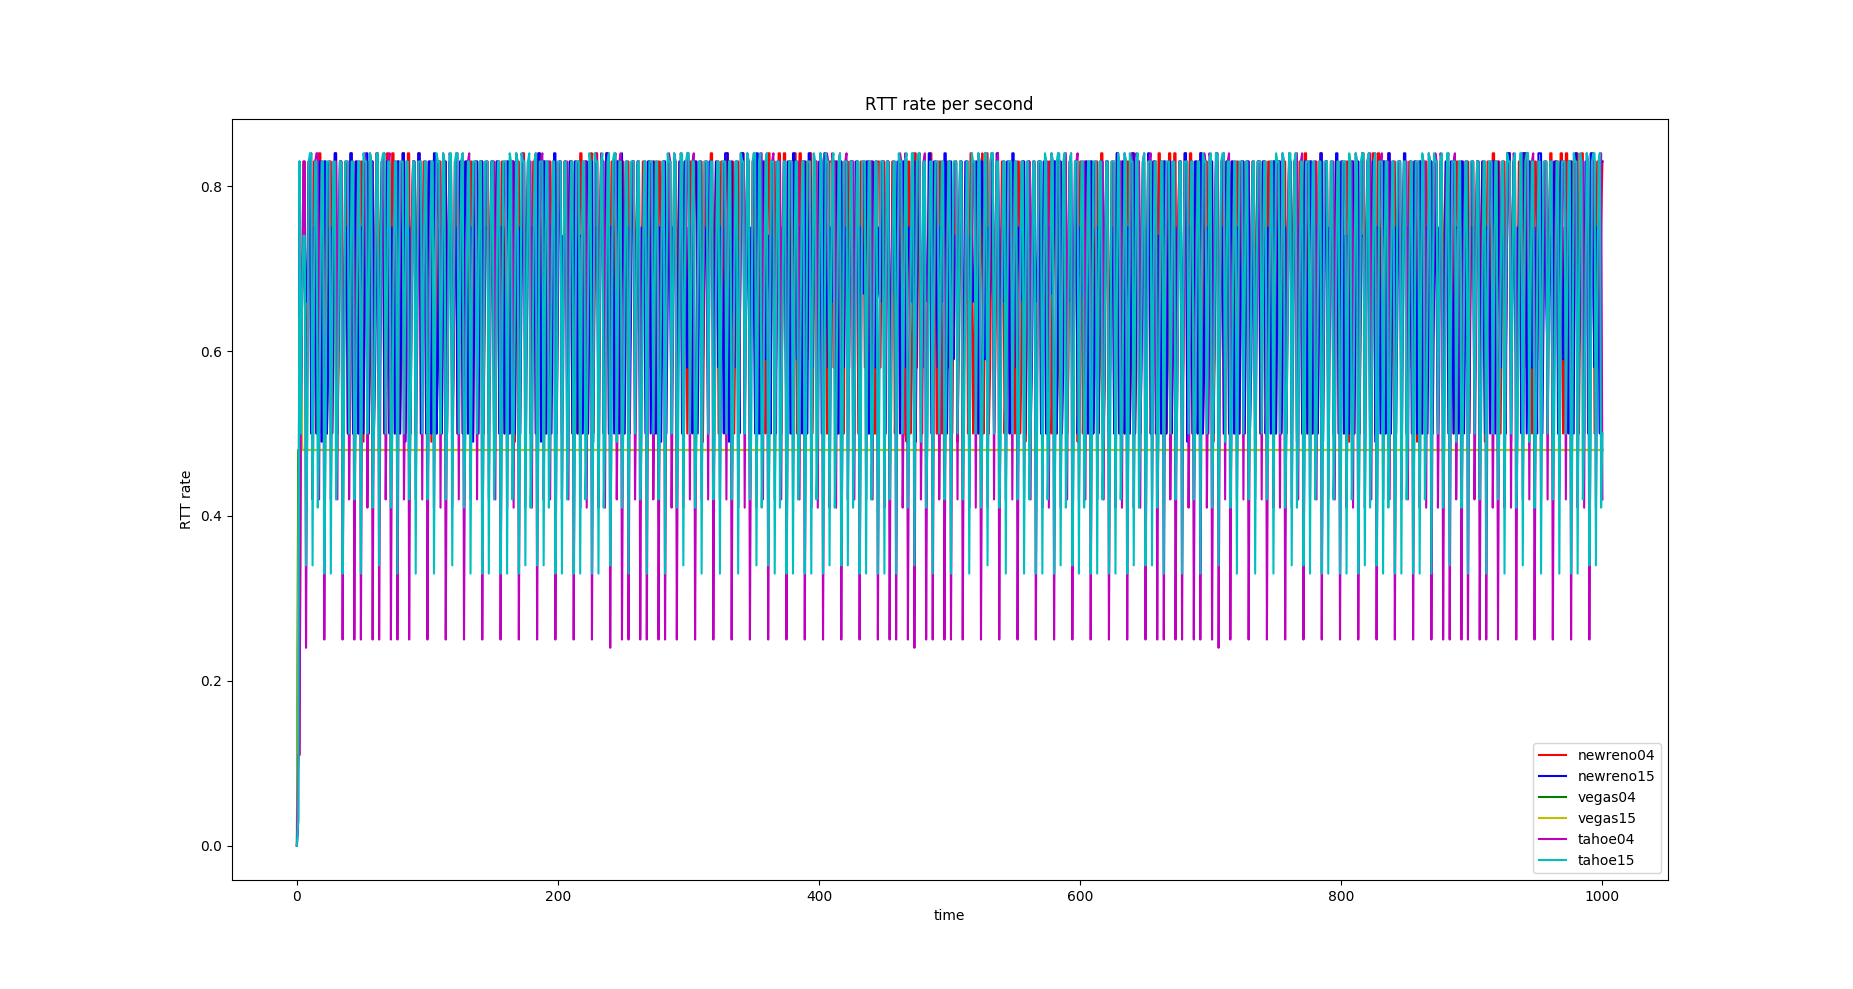 RTT rate per second
RTT rate
0.8
0.6
0.4
0.2
0.0
0
200
400
600
800
1000
time
newreno04
newreno15
vegas04
vegas15
tahoe04
tahoe15